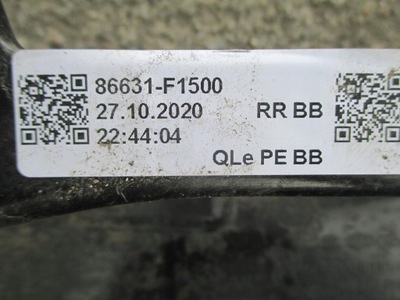 86631-F1500
27.10.2020 RR BB
22:44:04
QLe PE BB